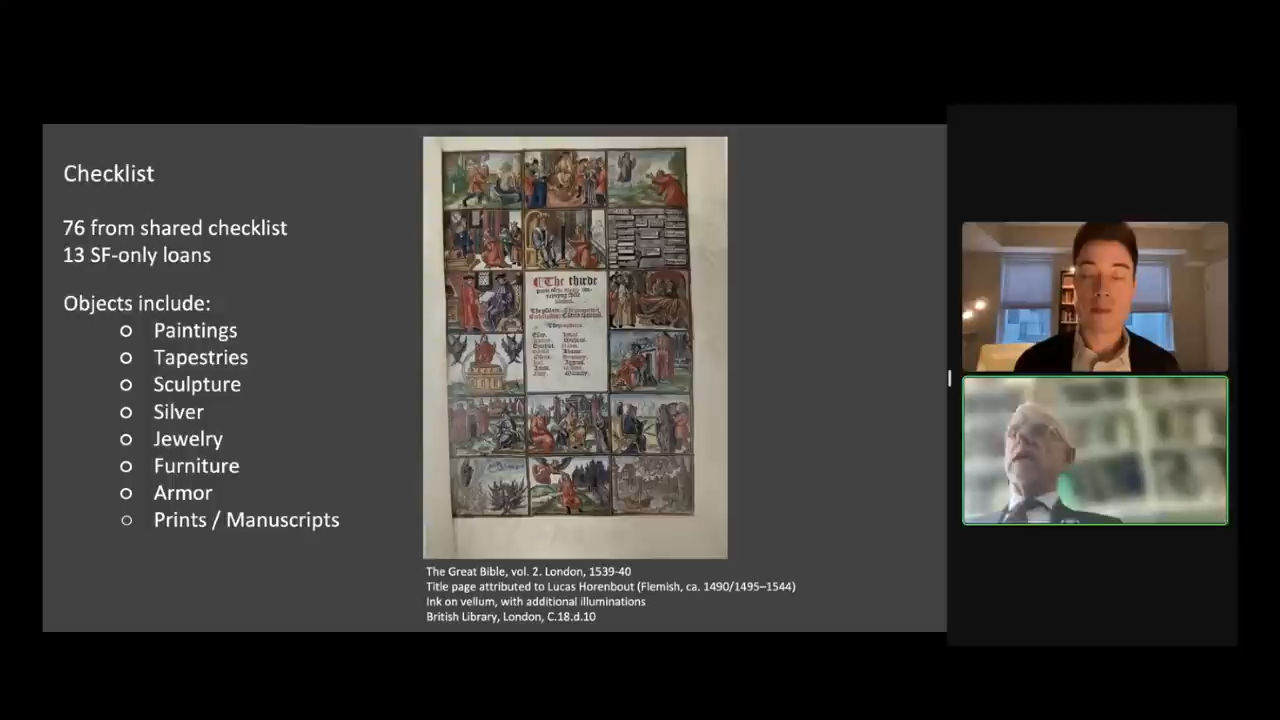 Checklist
76 from shared checklist
13 SF-only loans
Objects include:
Paintings
Tapestries
Sculpture
Silver
Jewelry
Furniture
Armor
Prints / Manuscripts
The thirde
The Great Bible, vol. 2. London, 1539-40
Title page attributed to Lucas Horenbout (Flemish, ca. 1490/1495–1544)
Ink on vellum, with additional illuminations
British Library, London, C.18.d.10